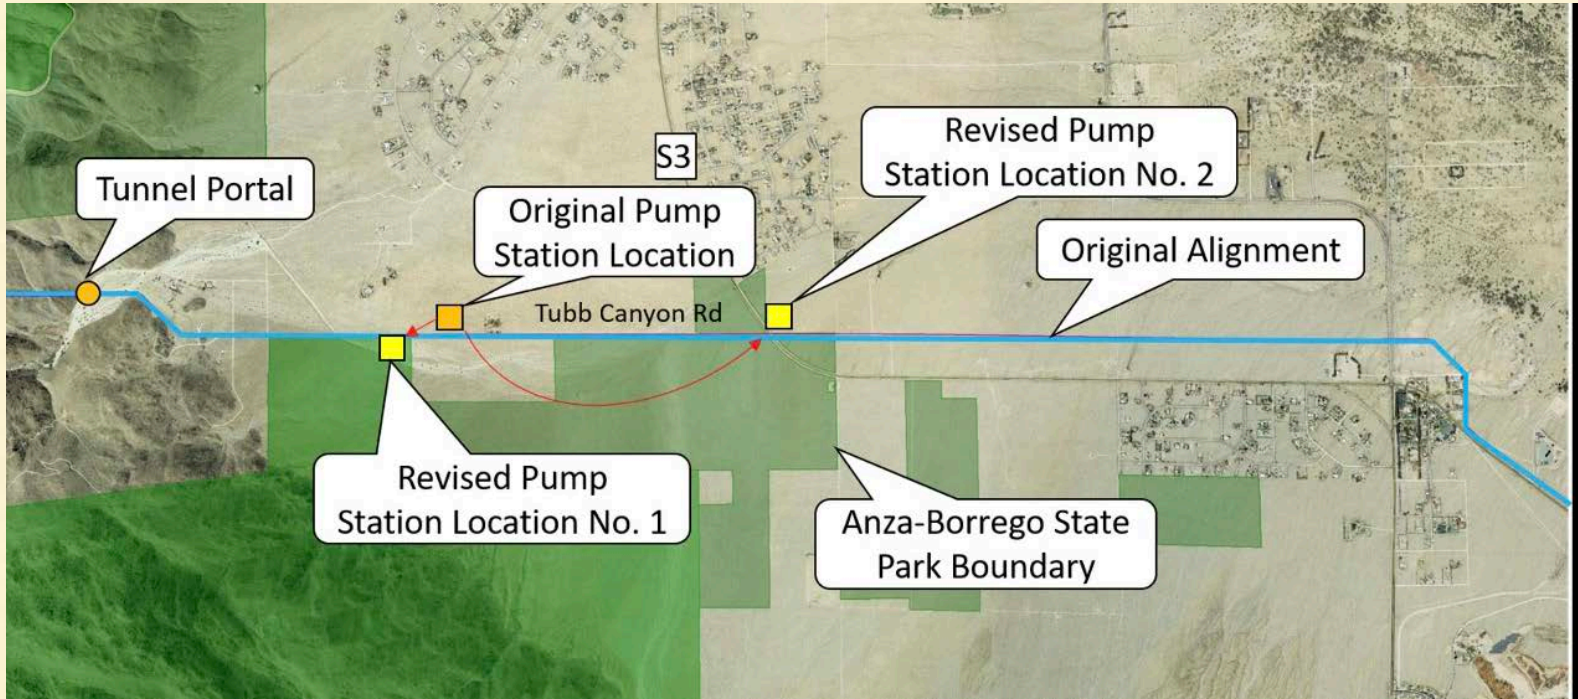 S3
Revised Pump
Station Location No. 2
Tunnel Portal
Original Pump
Station Location
Original Alignment
Tubb Canyon Rd
Revised Pump
Station Location No. 1
Anza-Borrego State
Park Boundary